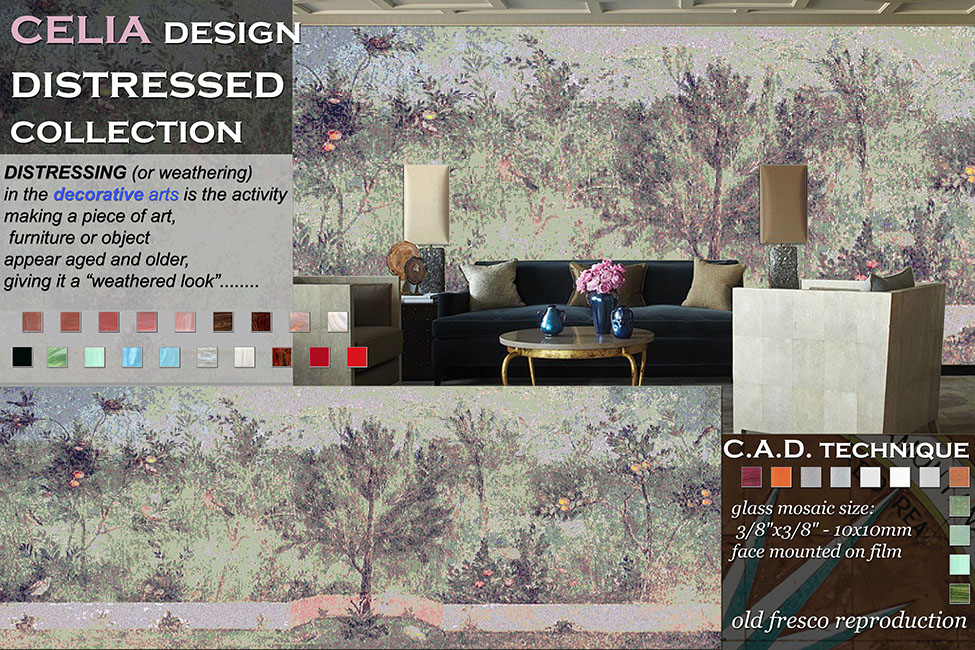 CELIA DESIGN
DISTRESSED
COLLECTION
DISTRESSING (or weathering)
in the decorative arts is the activity
making a piece of art,
furniture or object
appear aged and older,
giving it a “weathered look”........
C.A.D. TECHNIQUE
glass mosaic size:
3/8"x3/8" - 10x10mm
face mounted on film
old fresco reproduction